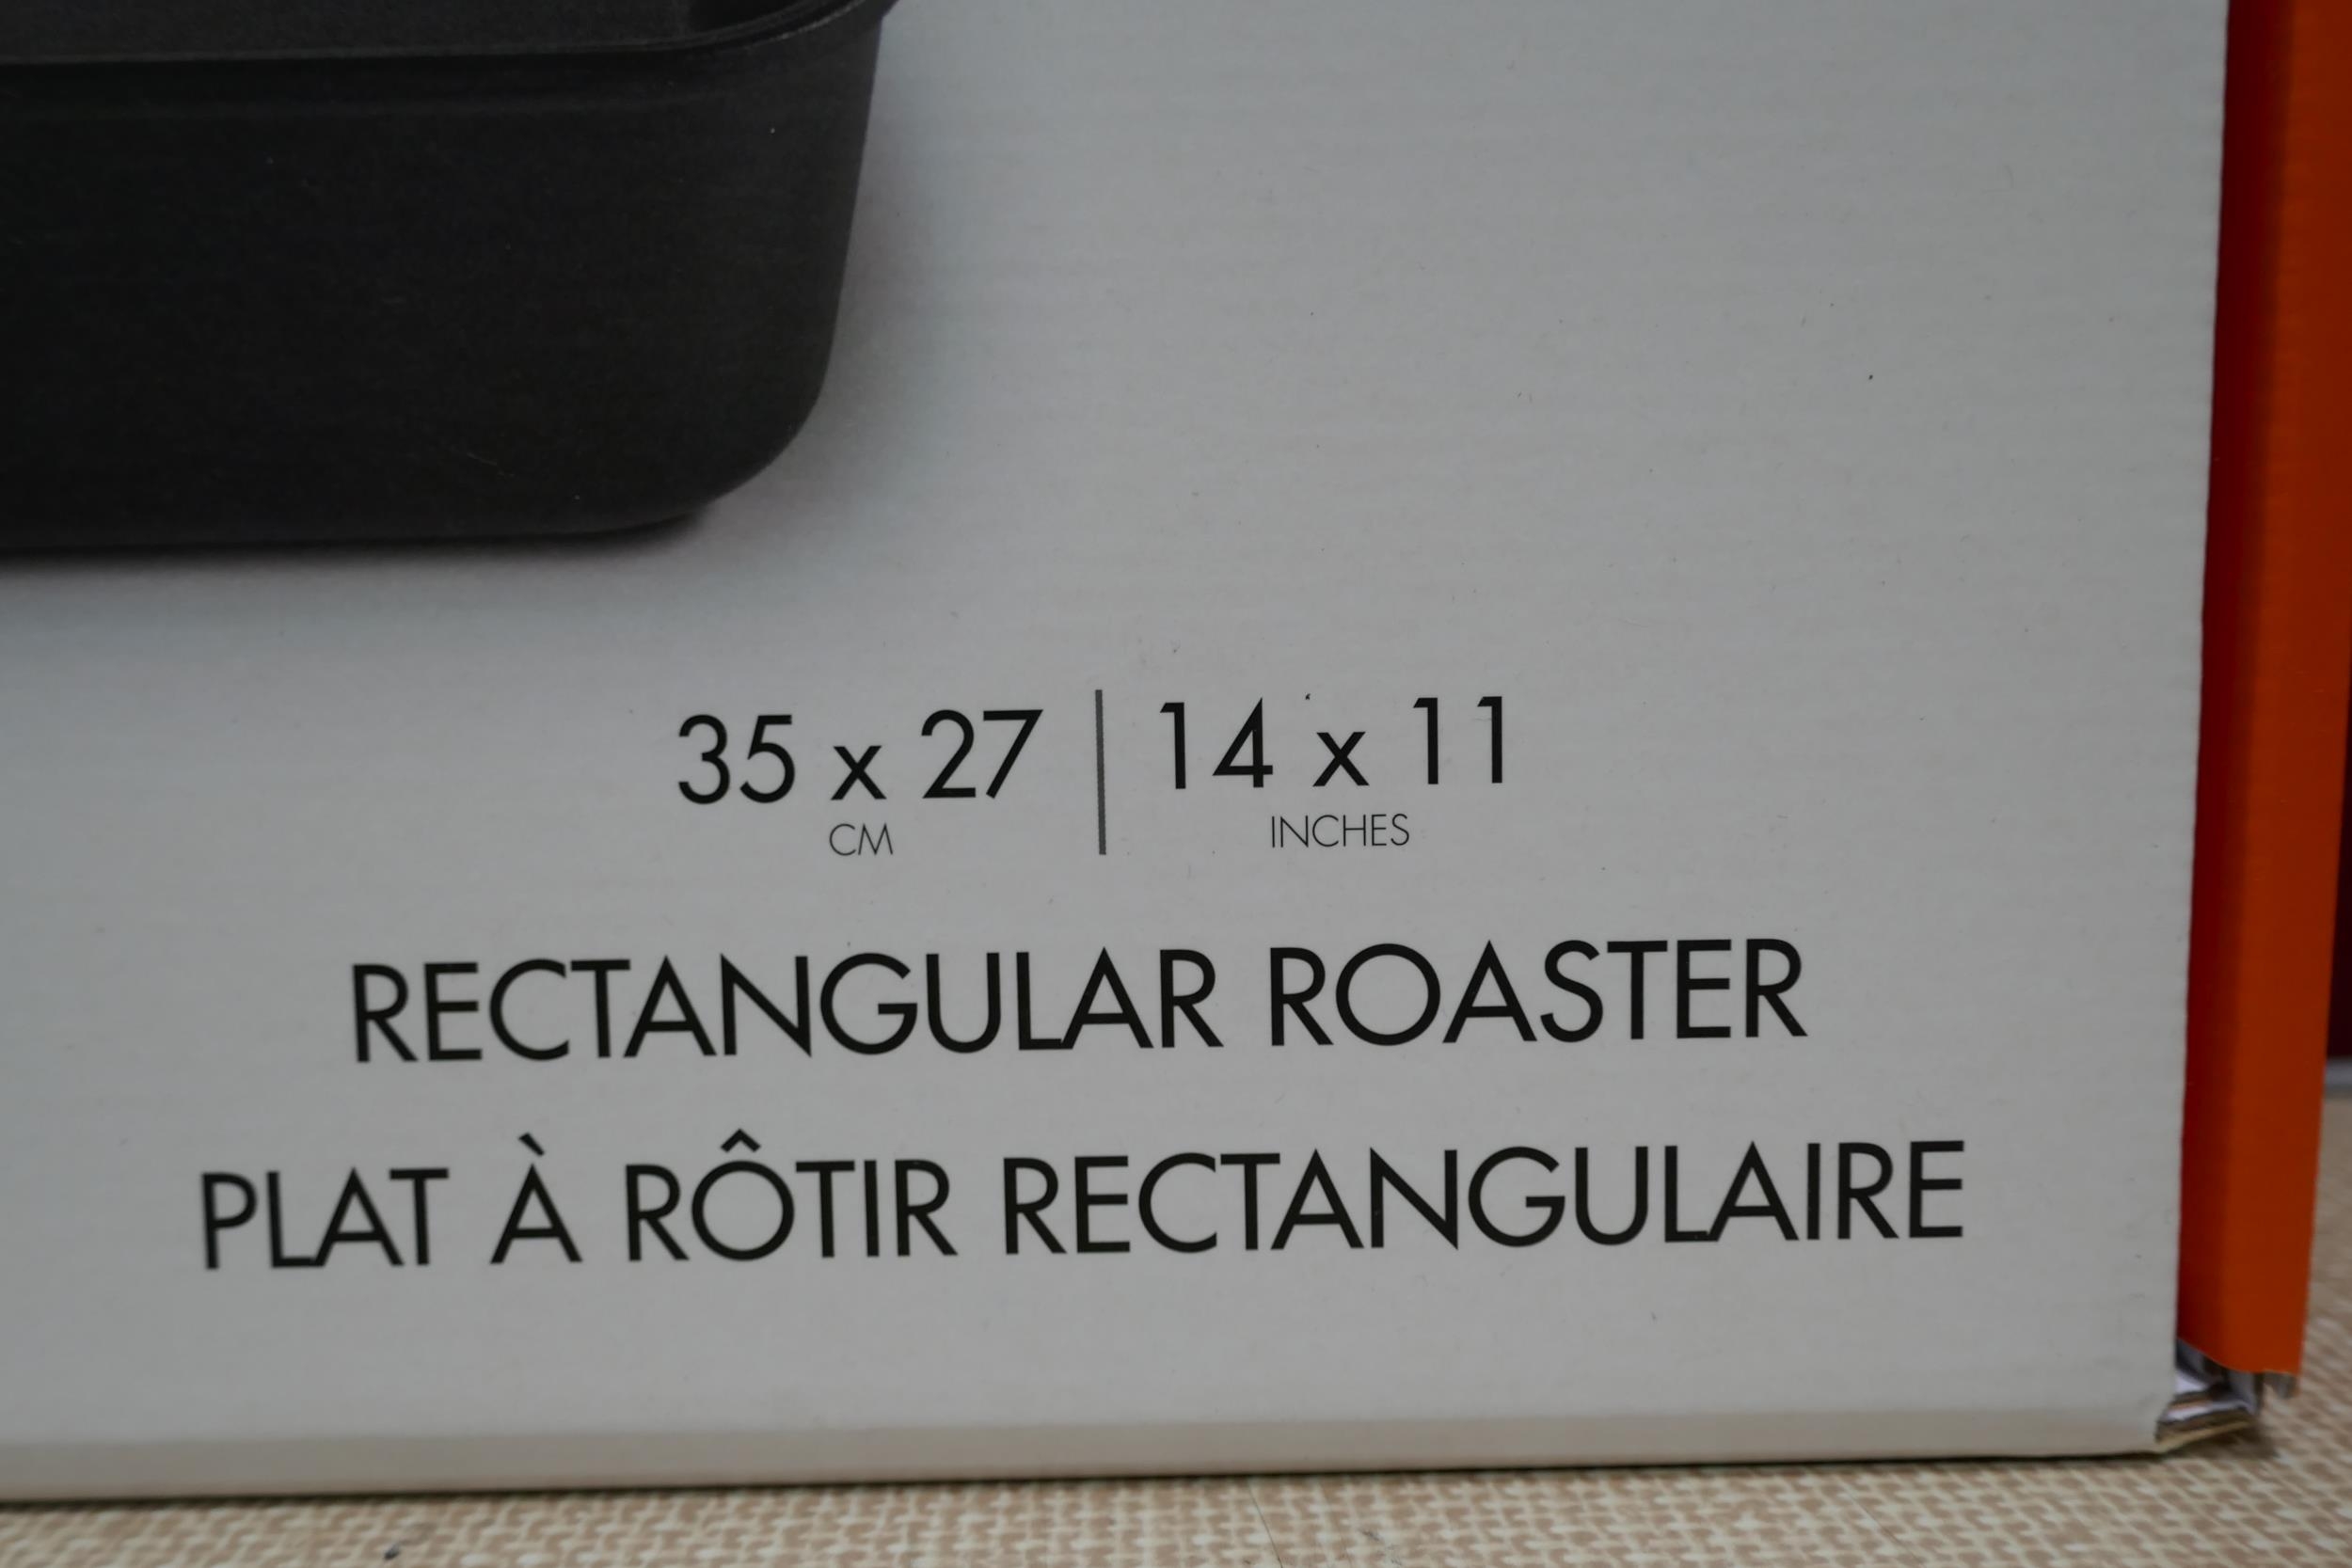 35 x 27 | 14 x 11
CM INCHES
RECTANGULAR ROASTER
PLAT À RÔTIR RECTANGULAIRE